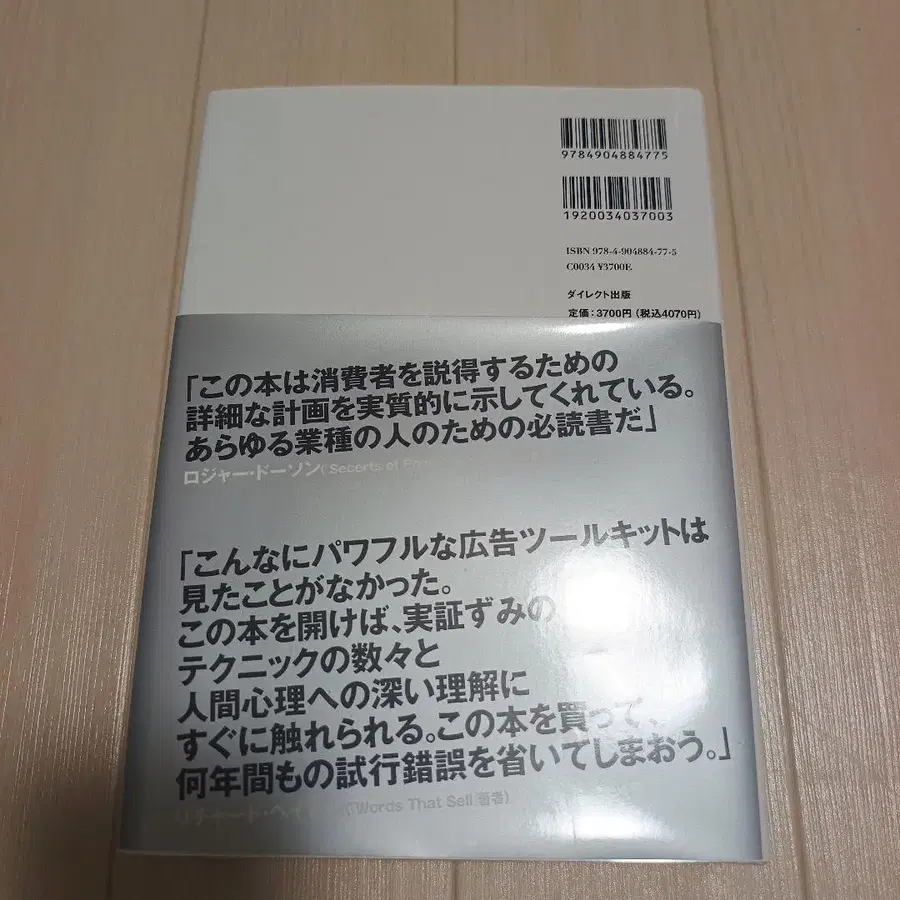 9784904884775
1920034037003
ISBN 978-4-904884-77-5
C0034 ¥3700E
ダイレクト出版
定価：3700円（税込4070円）
「この本は消費者を説得するための
詳細な計画を実質的に示してくれている。
あらゆる業種の人のための必読書だ」
ロジャー・ドーソン( Secerts of
「こんなにパワフルな広告ツールキットは
見たことがなかった。
この本を開けば、実証ずみの
テクニックの数々と
人間心理への深い理解に
すぐに触れられる。この本を買って、
何年間もの試行錯誤を省いてしまおう。」
(「Words That Sell」著者)